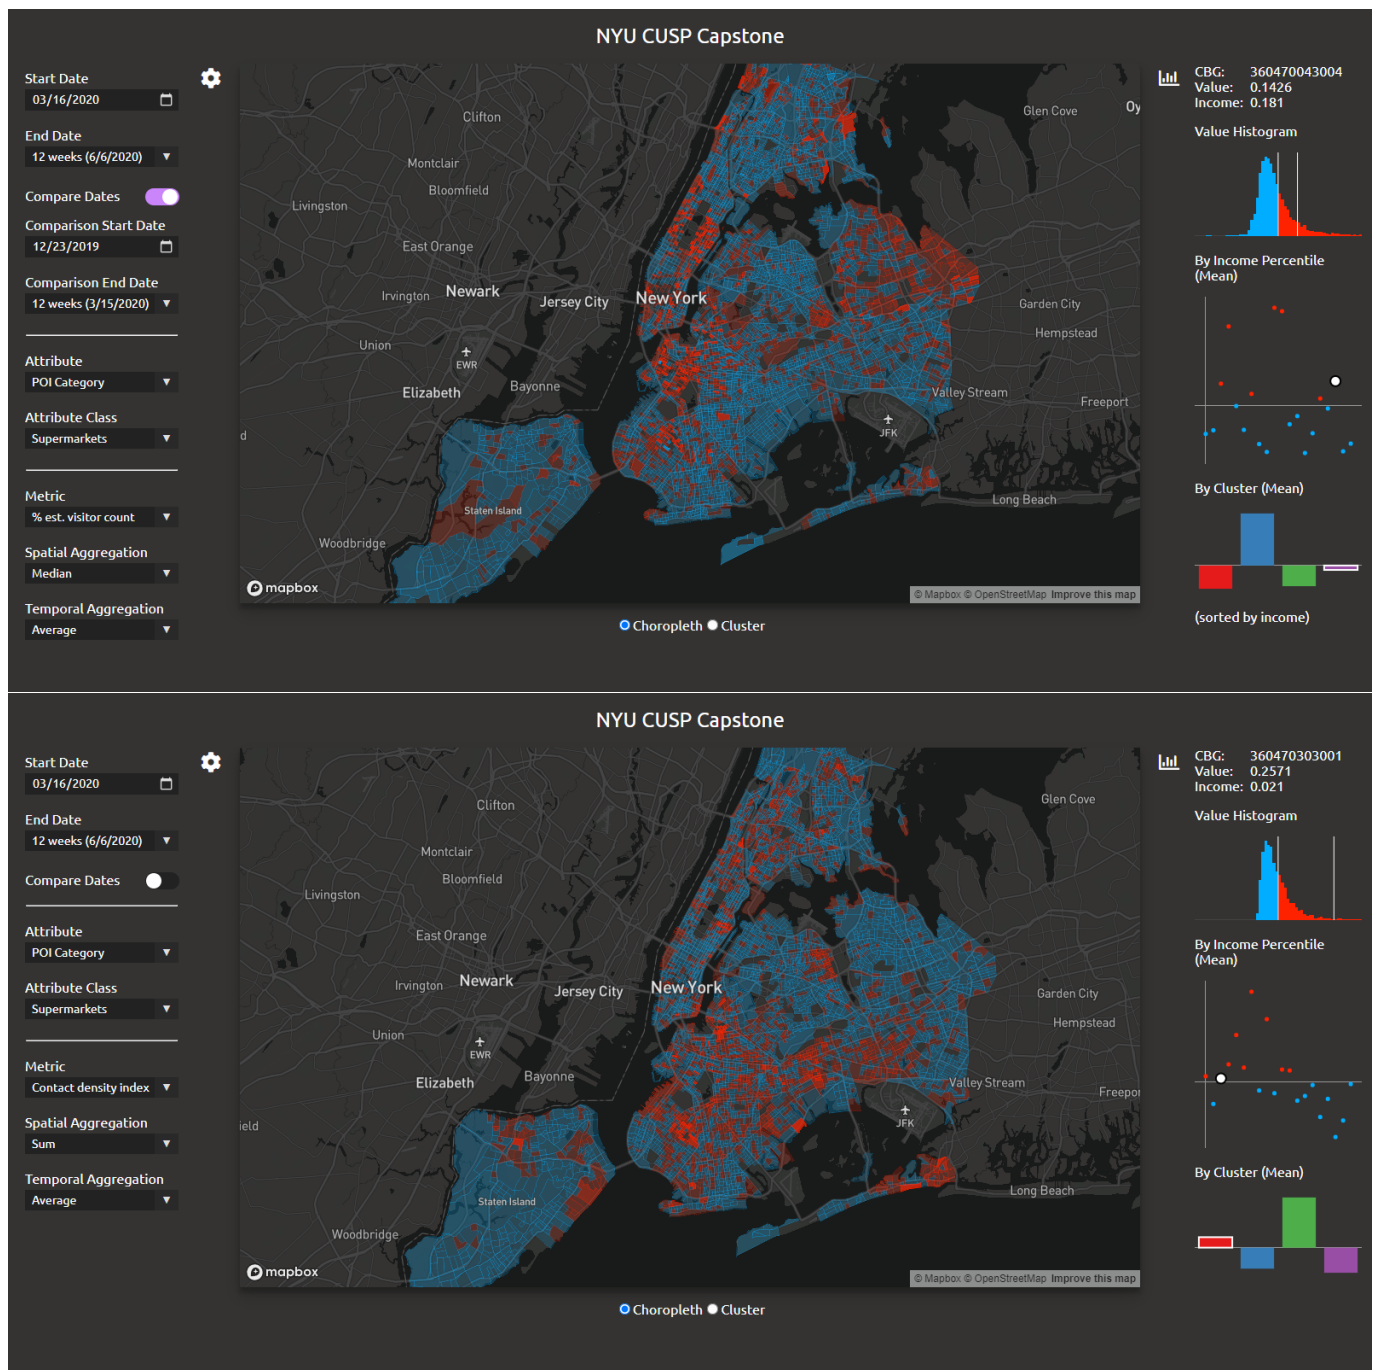 NYU CUSP Capstone
Start Date
03/16/2020
End Date
12 weeks (6/6/2020)
Compare Dates
Comparison Start Date
12/23/2019
Comparison End Date
12 weeks (3/15/2020)
Attribute
POI Category
Attribute Class
Supermarkets
Metric
% est. visitor count
Spatial Aggregation
Median
Temporal Aggregation
Average
Clifton
Glen Cove
Oy
Montclair
Bloomfield
Livingston
East Orange
Irvington
Newark
Jersey City
New York
Garden City
Hempstead
Union
EWR
Elizabeth
Bayonne
Valley Stream
Freeport
d
JFK
Long Beach
Staten Island
Woodbridge
mapbox
© Mapbox © OpenStreetMap Improve this map
Choropleth
Cluster
CBG: 360470043004
Value: 0.1426
Income: 0.181
Value Histogram
By Income Percentile
(Mean)
By Cluster (Mean)
(sorted by income)
NYU CUSP Capstone
Start Date
03/16/2020
End Date
12 weeks (6/6/2020)
Compare Dates
Attribute
POI Category
Attribute Class
Supermarkets
Metric
Contact density index
Spatial Aggregation
Sum
Temporal Aggregation
Average
Clifton
Glen Cove
Montclair
Bloomfield
Livingston
East Orange
Irvington
Newark
Jersey City
New York
Garden City
Hempstead
Union
EWR
Elizabeth
Bayonne
Valley Stream
Freepor
ield
JFK
Long Beach
Staten Island
Woodbridge
mapbox
© Mapbox © OpenStreetMap Improve this map
Choropleth
Cluster
CBG: 360470303001
Value: 0.2571
Income: 0.021
Value Histogram
By Income Percentile
(Mean)
By Cluster (Mean)